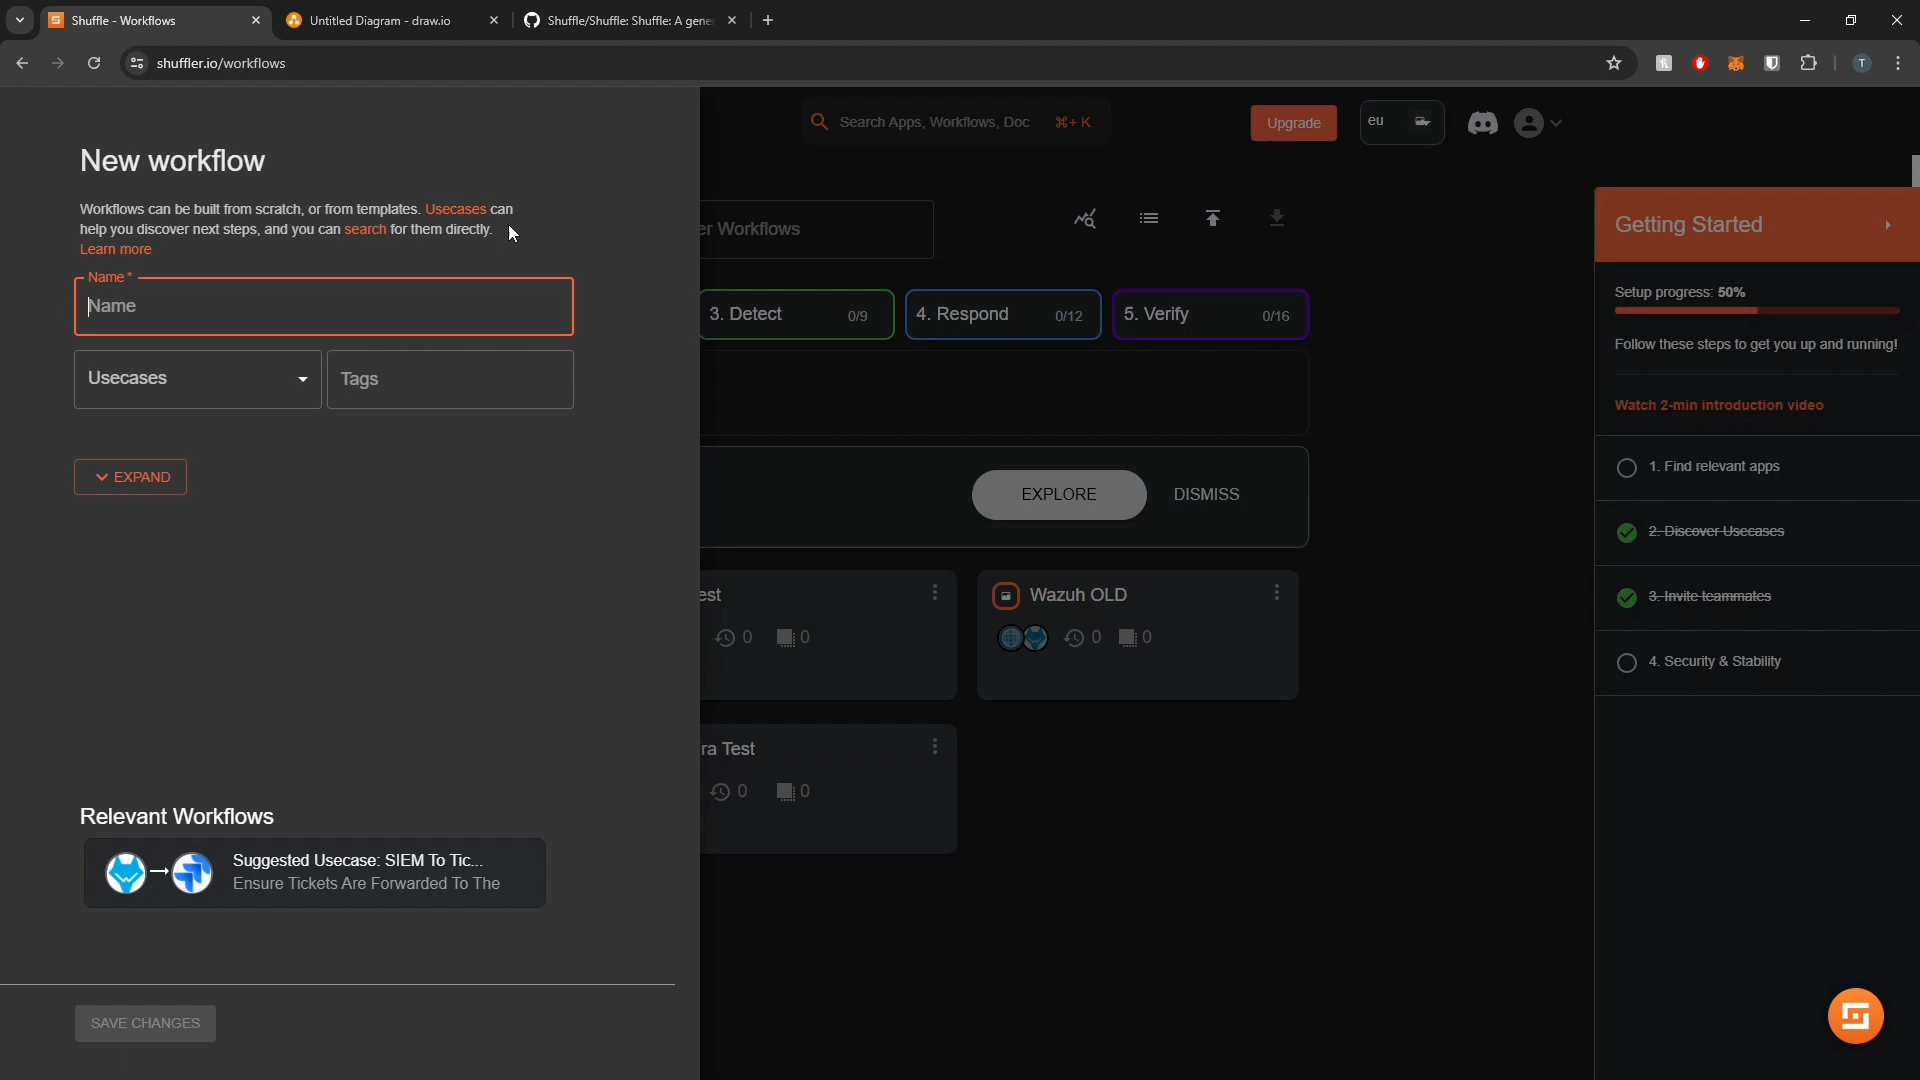 Shuffle - Workflows
Untitled Diagram - draw.io
Shuffle/Shuffle: Shuffle: A gene
shuffler.io/workflows
T
New workflow
Workflows can be built from scratch, or from templates. Usecases can
help you discover next steps, and you can search for them directly.
Learn more
Name *
Name
Usecases
Tags
EXPAND
Relevant Workflows
Suggested Usecase: SIEM To Tic...
Ensure Tickets Are Forwarded To The
SAVE CHANGES
Search Apps, Workflows, Doc
⌘+ K
Upgrade
eu
er Workflows
3. Detect 0/9
4. Respond 0/12
5. Verify 0/16
EXPLORE
DISMISS
est
0 0
Wazuh OLD
0 0
ra Test
0 0
Getting Started
Setup progress: 50%
Follow these steps to get you up and running!
Watch 2-min introduction video
1. Find relevant apps
2. Discover Usecases
3. Invite teammates
4. Security & Stability